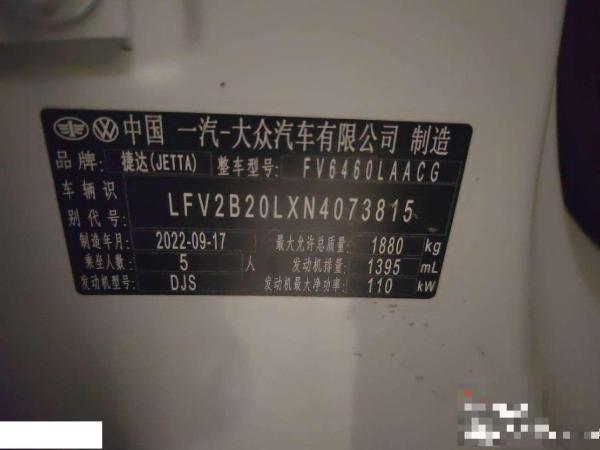 中国 一汽-大众汽车有限公司 制造
品牌: 捷达(JETTA) 整车型号: FV6460LAACG
车辆识别代号: LFV2B20LXN4073815
制造年月: 2022-09-17 最大允许总质量: 1880 kg
乘坐人数: 5 人 发动机排量: 1395 mL
发动机型号: DJS 发动机最大净功率: 110 kW